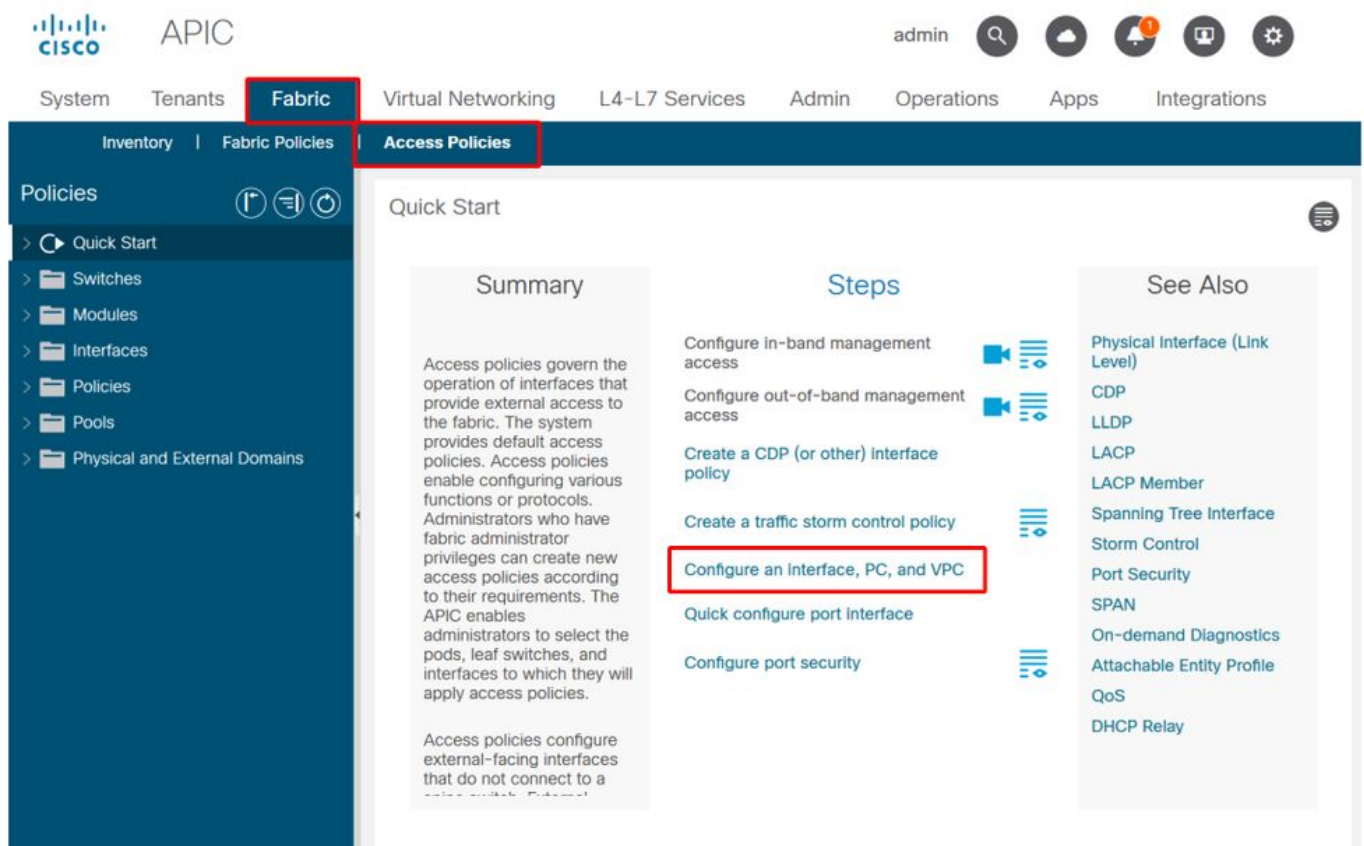 CISCO
APIC
admin
1
System Tenants Fabric Virtual Networking L4-L7 Services Admin Operations Apps Integrations
Inventory | Fabric Policies | Access Policies
Policies
Quick Start
Switches
Modules
Interfaces
Policies
Pools
Physical and External Domains
Quick Start
Summary
Access policies govern the
operation of interfaces that
provide external access to
the fabric. The system
provides default access
policies. Access policies
enable configuring various
functions or protocols.
Administrators who have
fabric administrator
privileges can create new
access policies according
to their requirements. The
APIC enables
administrators to select the
pods, leaf switches, and
interfaces to which they will
apply access policies.
Access policies configure
external-facing interfaces
that do not connect to a
Steps
Configure in-band management
access
Configure out-of-band management
access
Create a CDP (or other) interface
policy
Create a traffic storm control policy
Configure an interface, PC, and VPC
Quick configure port interface
Configure port security
See Also
Physical Interface (Link
Level)
CDP
LLDP
LACP
LACP Member
Spanning Tree Interface
Storm Control
Port Security
SPAN
On-demand Diagnostics
Attachable Entity Profile
QoS
DHCP Relay